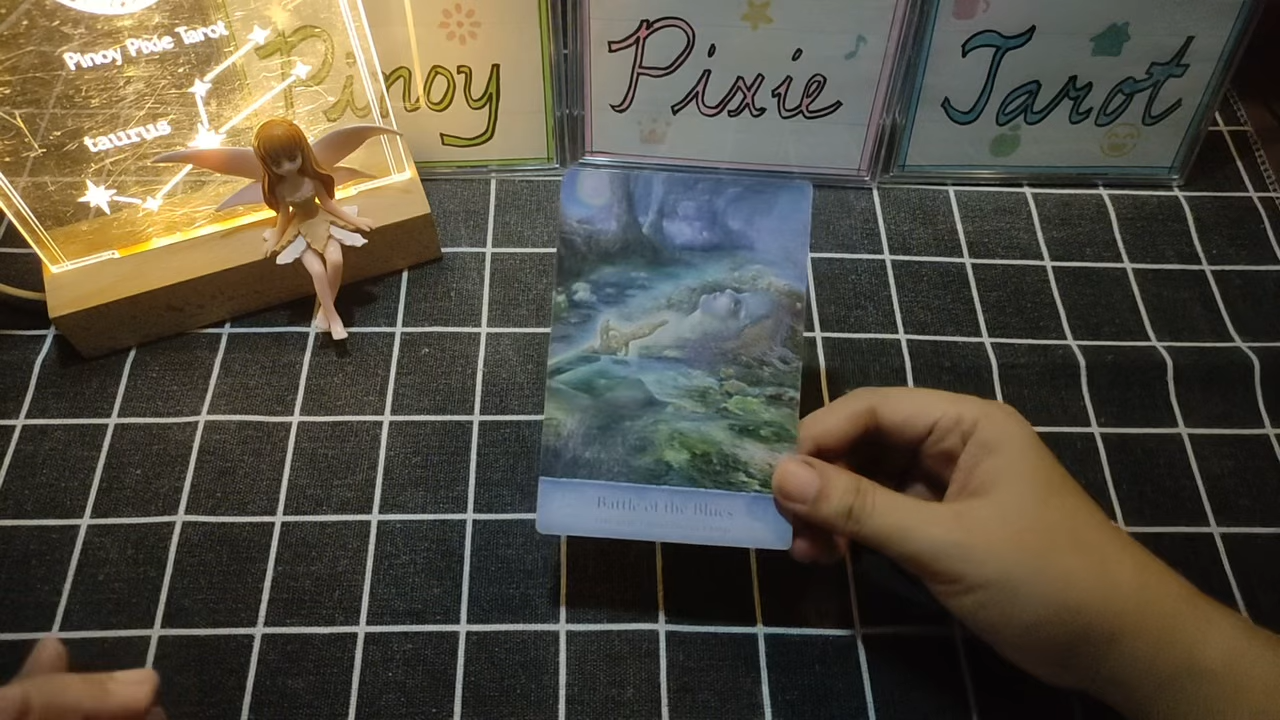 Pinoy Pixie Tarot
taurus
Pinoy
Pixie
Tarot
Battle of the Blues